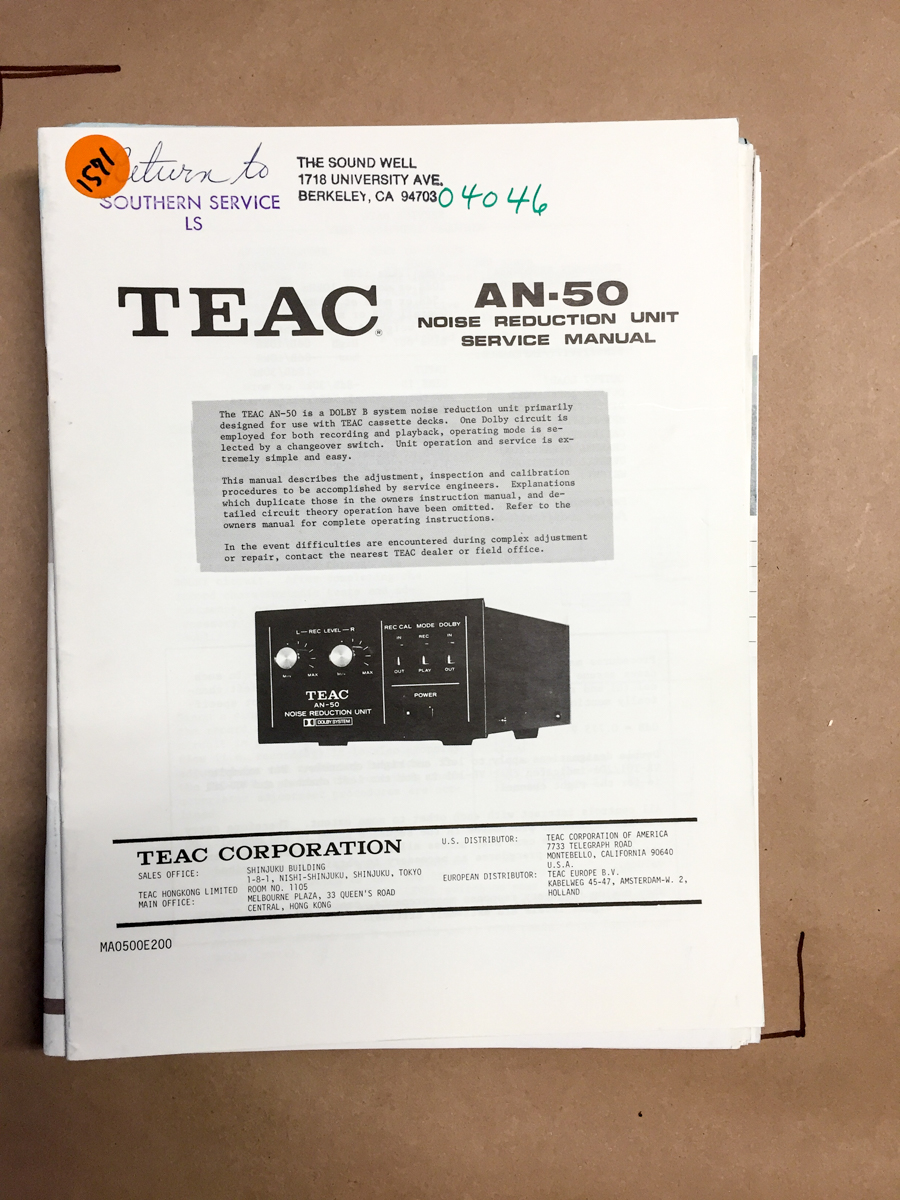 1591
Return to
SOUTHERN SERVICE
LS
THE SOUND WELL
1718 UNIVERSITY AVE.
BERKELEY, CA 94703
04046
TEAC®
AN-50
NOISE REDUCTION UNIT
SERVICE MANUAL
The TEAC AN-50 is a DOLBY B system noise reduction unit primarily
designed for use with TEAC cassette decks. One Dolby circuit is
employed for both recording and playback, operating mode is se-
lected by a changeover switch. Unit operation and service is ex-
tremely simple and easy.
This manual describes the adjustment, inspection and calibration
procedures to be accomplished by service engineers. Explanations
which duplicate those in the owners instruction manual, and de-
tailed circuit theory operation have been omitted. Refer to the
owners manual for complete operating instructions.
In the event difficulties are encountered during complex adjustment
or repair, contact the nearest TEAC dealer or field office.
L—REC LEVEL—R
MIN MAX MIN MAX
TEAC
AN-50
NOISE REDUCTION UNIT
DOLBY SYSTEM
REC CAL MODE DOLBY
IN REC IN
OUT PLAY OUT
POWER
TEAC CORPORATION
SALES OFFICE: SHINJUKU BUILDING
1-8-1, NISHI-SHINJUKU, SHINJUKU, TOKYO
TEAC HONGKONG LIMITED ROOM NO. 1105
MAIN OFFICE: MELBOURNE PLAZA, 33 QUEEN'S ROAD
CENTRAL, HONG KONG
U.S. DISTRIBUTOR: TEAC CORPORATION OF AMERICA
7733 TELEGRAPH ROAD
MONTEBELLO, CALIFORNIA 90640
U.S.A.
EUROPEAN DISTRIBUTOR: TEAC EUROPE B.V.
KABELWEG 45-47, AMSTERDAM-W. 2,
HOLLAND
MA0500E200